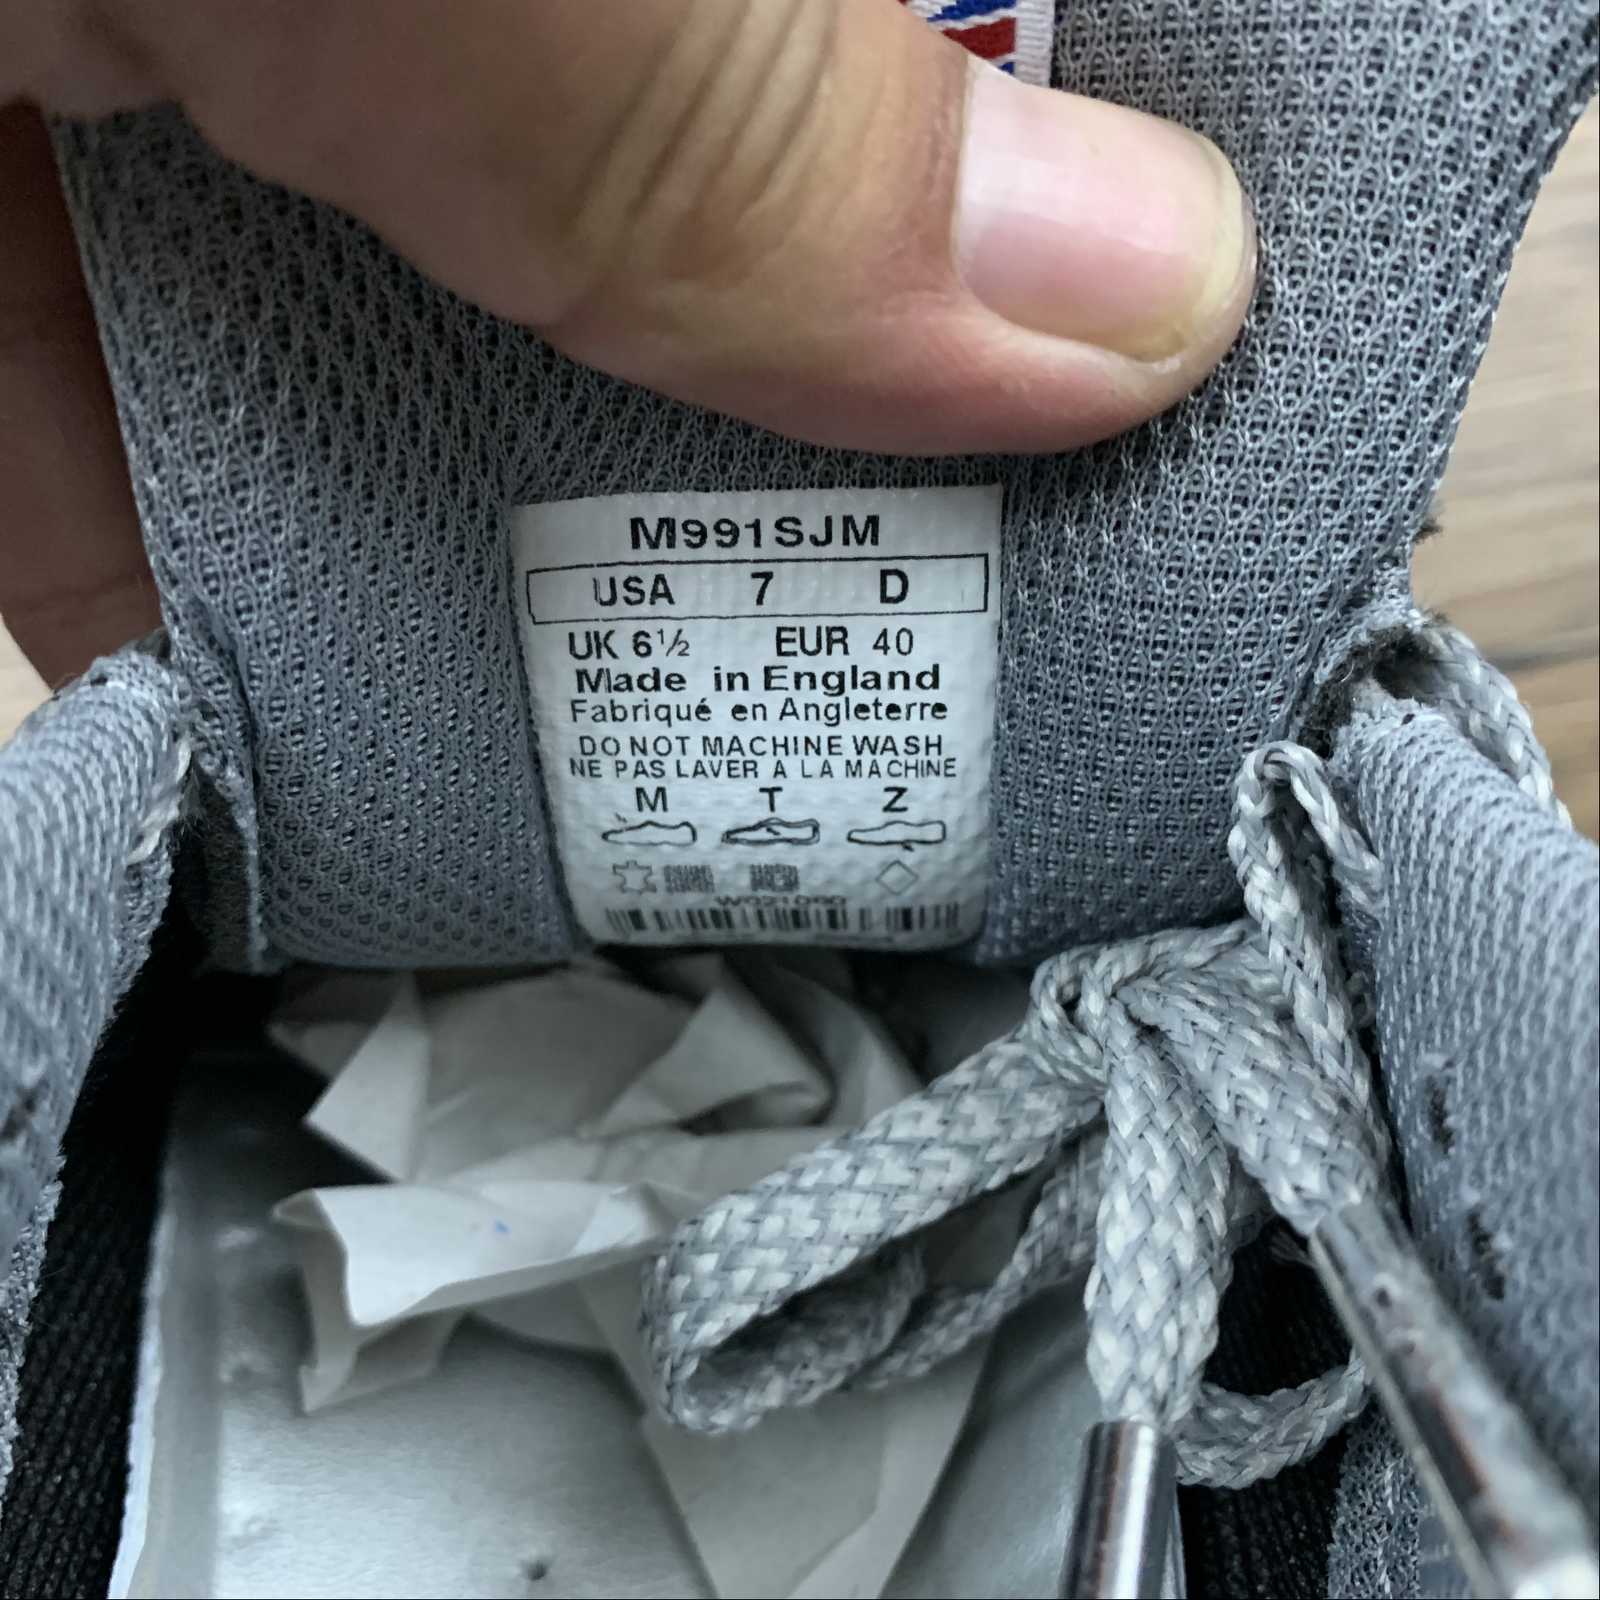 M991SJM
USA 7 D
UK 6½ EUR 40
Made in England
Fabriqué en Angleterre
DO NOT MACHINE WASH
NE PAS LAVER A LA MACHINE
M T Z